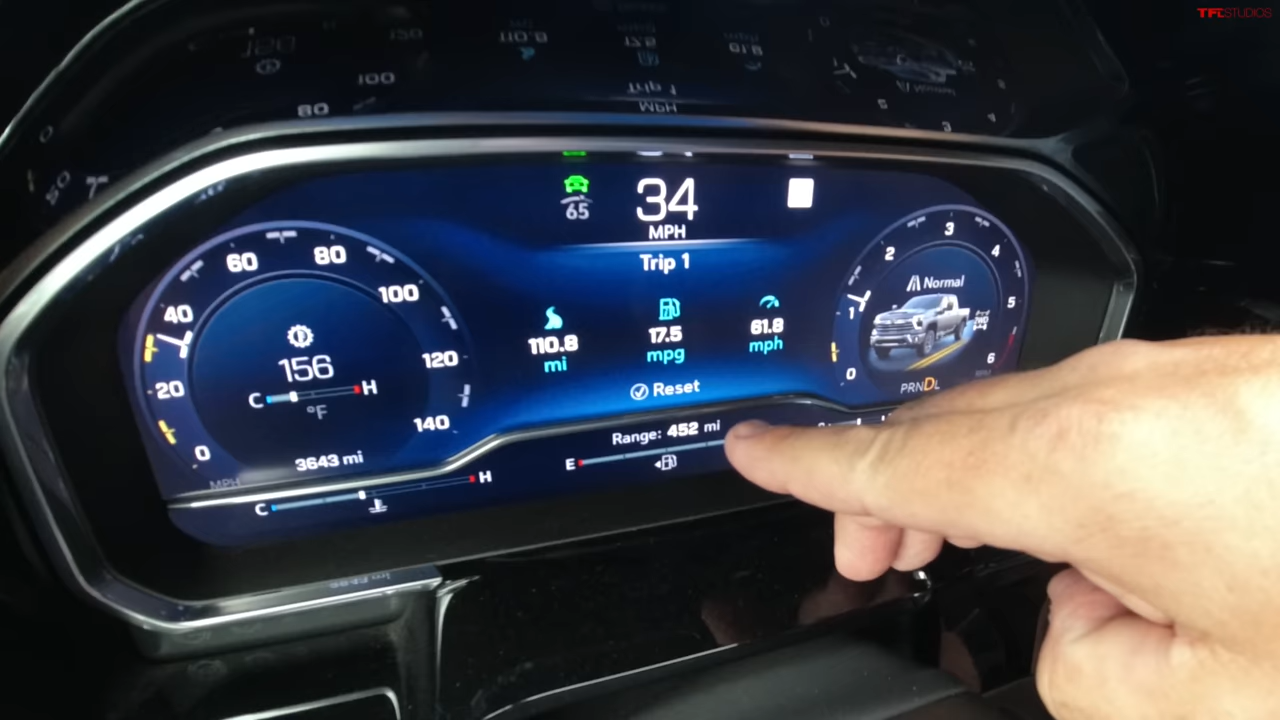 TFLSTUDIOS
34
MPH
65
Trip 1
110.8
mi
17.5
mpg
61.8
mph
Reset
0
20
40
60
80
100
120
140
156
C H
°F
3643 mi
MPH
C H
Range: 452 mi
E
0
1
2
3
4
5
6
Normal
2WD
PRNDL